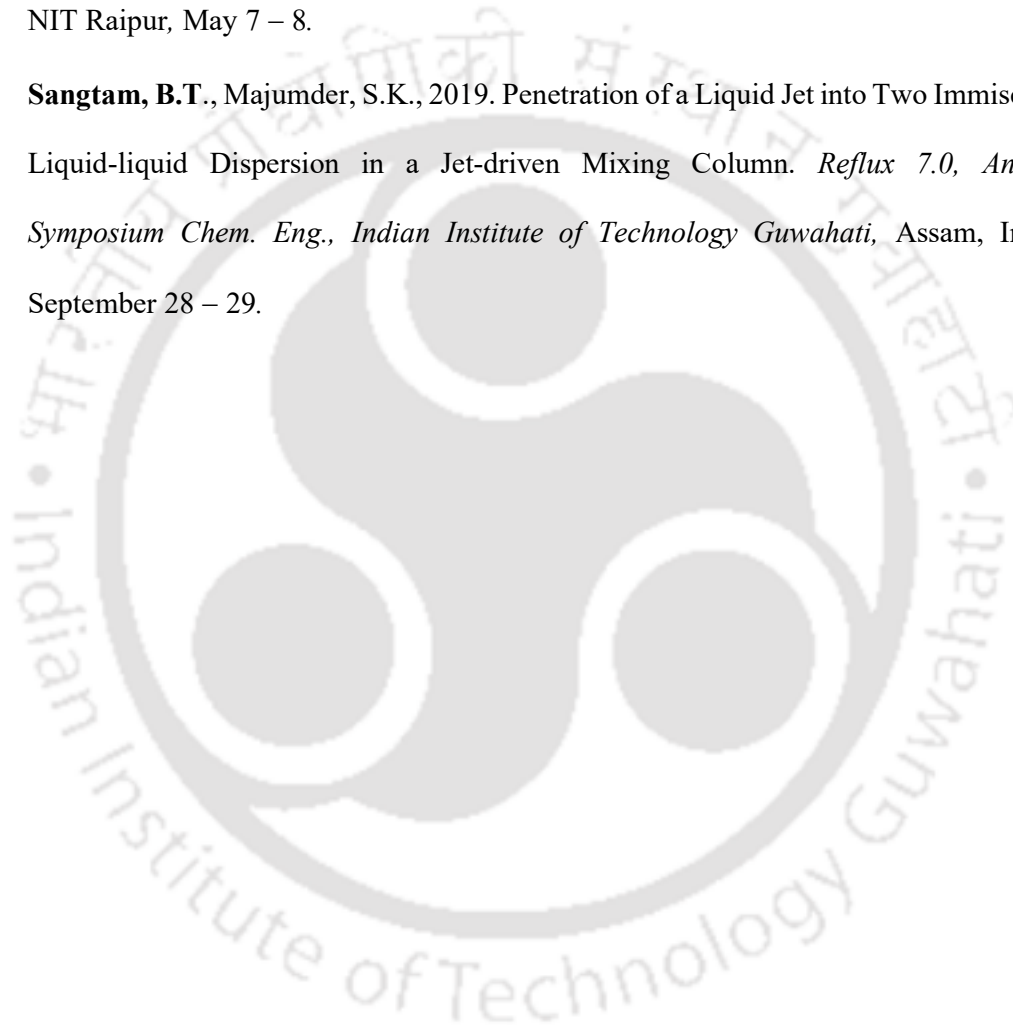 NIT Raipur, May 7 – 8.
Sangtam, B.T., Majumder, S.K., 2019. Penetration of a Liquid Jet into Two
Liquid-liquid Dispersion in a Jet-driven Mixing Column. Reflux 7.0,
Symposium Chem. Eng., Indian Institute of Technology Guwahati, Assam,
September 28 – 29.
Indian Institute of Technology Guwahati